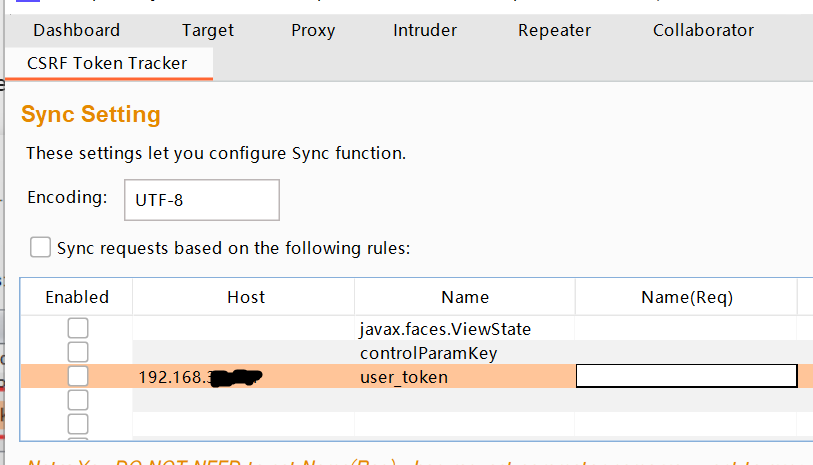 Dashboard Target Proxy Intruder Repeater Collaborator
CSRF Token Tracker
Sync Setting
These settings let you configure Sync function.
Encoding: UTF-8
Sync requests based on the following rules:
Enabled Host Name Name(Req)
javax.faces.ViewState
controlParamKey
192.168. user_token